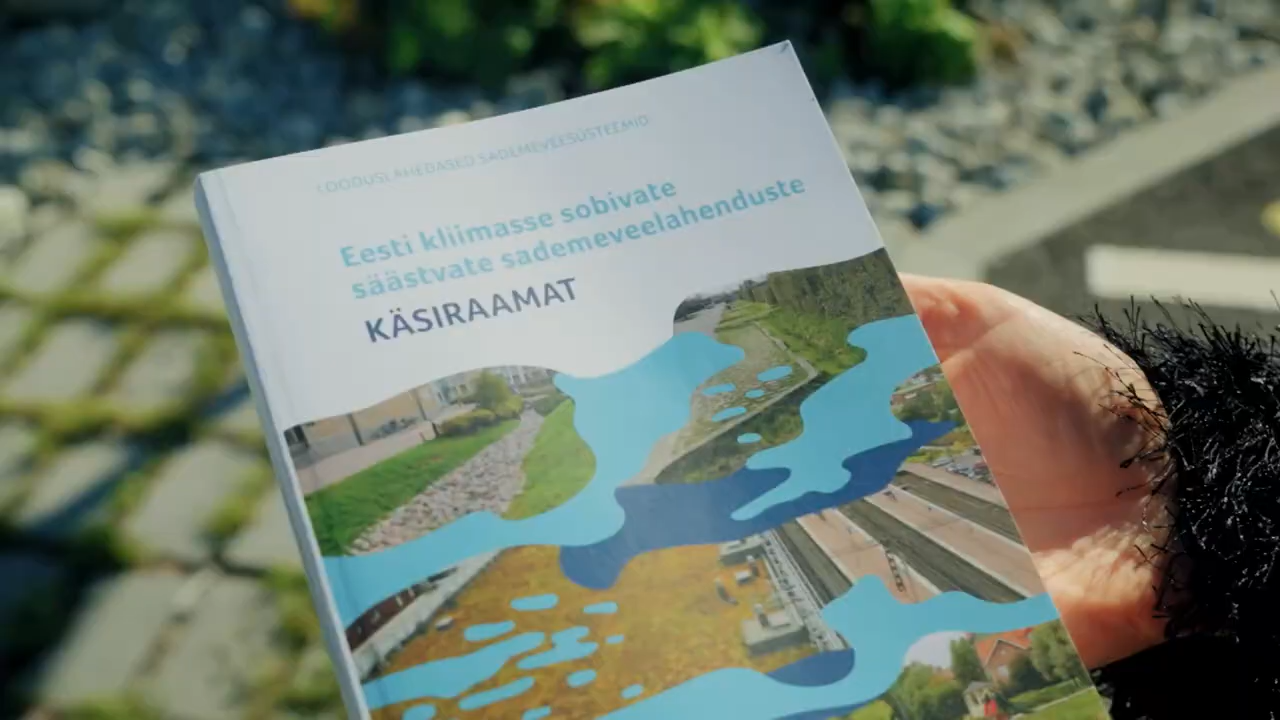 LOODUSLÄHEDASED SADEMEVEESÜSTEEMID
Eesti kliimasse sobivate
säästvate sademeveelahenduste
KÄSIRAAMAT